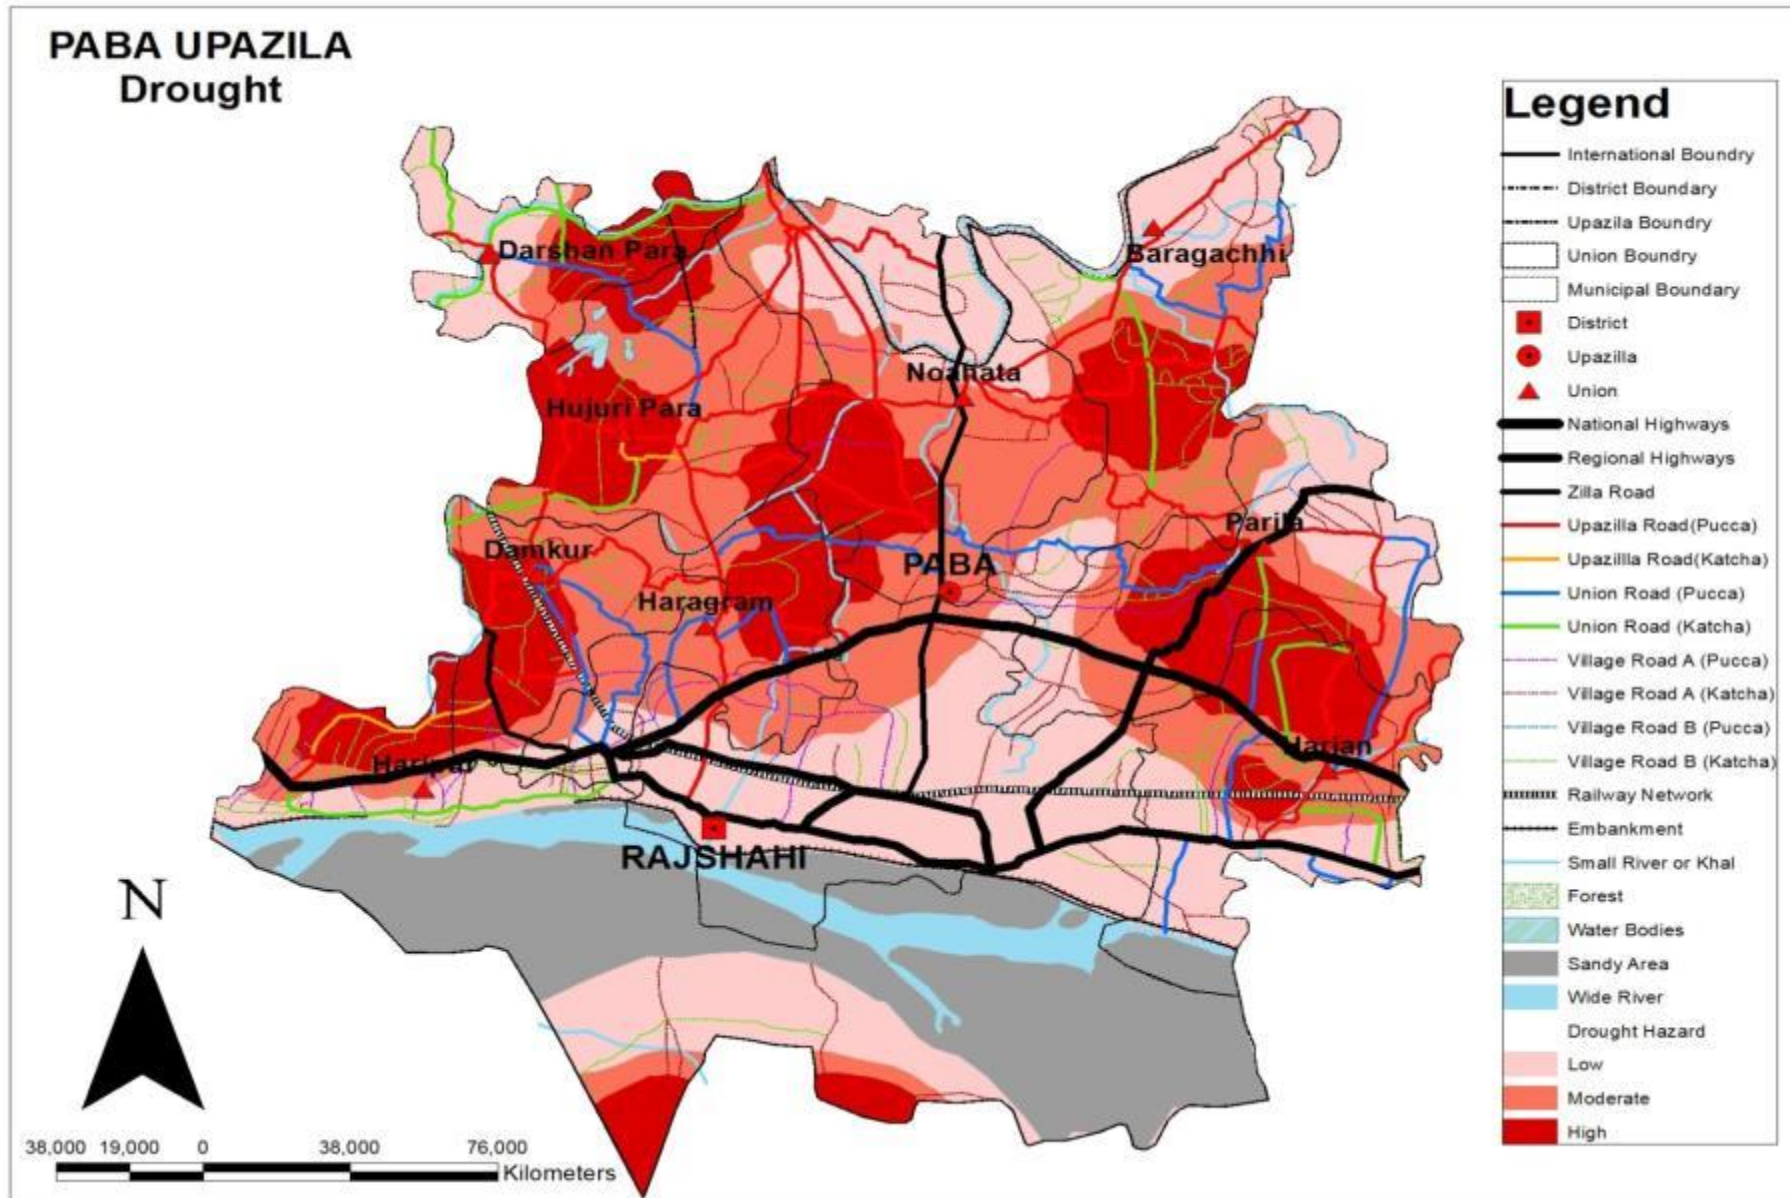 PABA UPAZILA
Drought
Darshan Para
Baragachhi
Noahata
Hujuri Para
Parila
Damkur
PABA
Haragram
Harian
Haripur
RAJSHAHI
N
38,000 19,000 0 38,000 76,000
Kilometers
Legend
International Boundry
District Boundary
Upazila Boundry
Union Boundry
Municipal Boundary
District
Upazilla
Union
National Highways
Regional Highways
Zilla Road
Upazilla Road(Pucca)
Upazillla Road(Katcha)
Union Road (Pucca)
Union Road (Katcha)
Village Road A (Pucca)
Village Road A (Katcha)
Village Road B (Pucca)
Village Road B (Katcha)
Railway Network
Embankment
Small River or Khal
Forest
Water Bodies
Sandy Area
Wide River
Drought Hazard
Low
Moderate
High